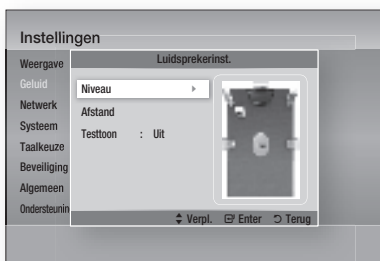 Instellingen
Luidsprekerinst.
Weergave
Geluid
Netwerk
Systeem
Taalkeuze
Beveiliging
Algemeen
Ondersteunin
Niveau
Afstand
Testtoon : Uit
Verpl. Enter Terug